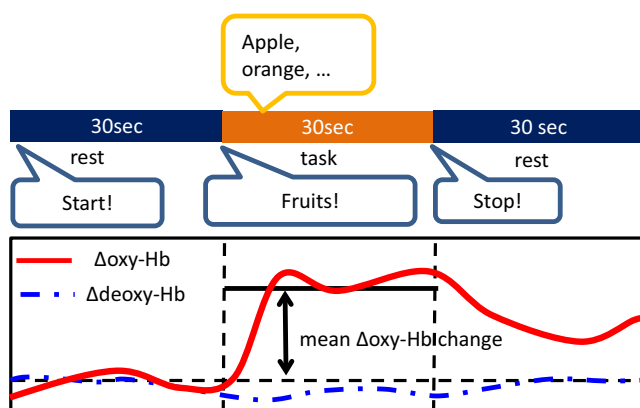 Apple,
orange, …
30sec
30sec
30 sec
rest
task
rest
Start!
Fruits!
Stop!
Δoxy-Hb
Δdeoxy-Hb
mean Δoxy-Hb change